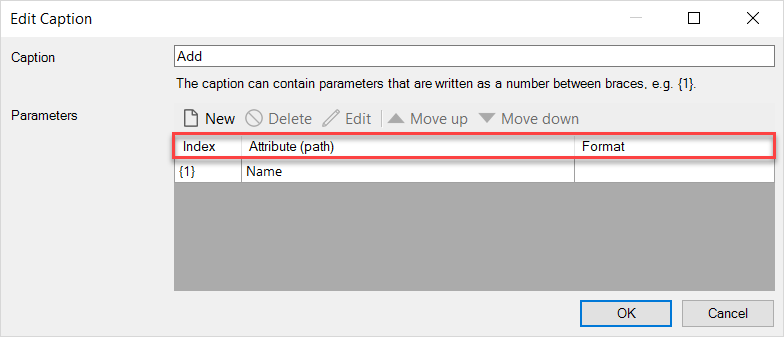 Edit Caption
Caption
Add
The caption can contain parameters that are written as a number between braces, e.g. {1}.
Parameters
New Delete Edit Move up Move down
Index Attribute (path) Format
{1} Name
OK Cancel